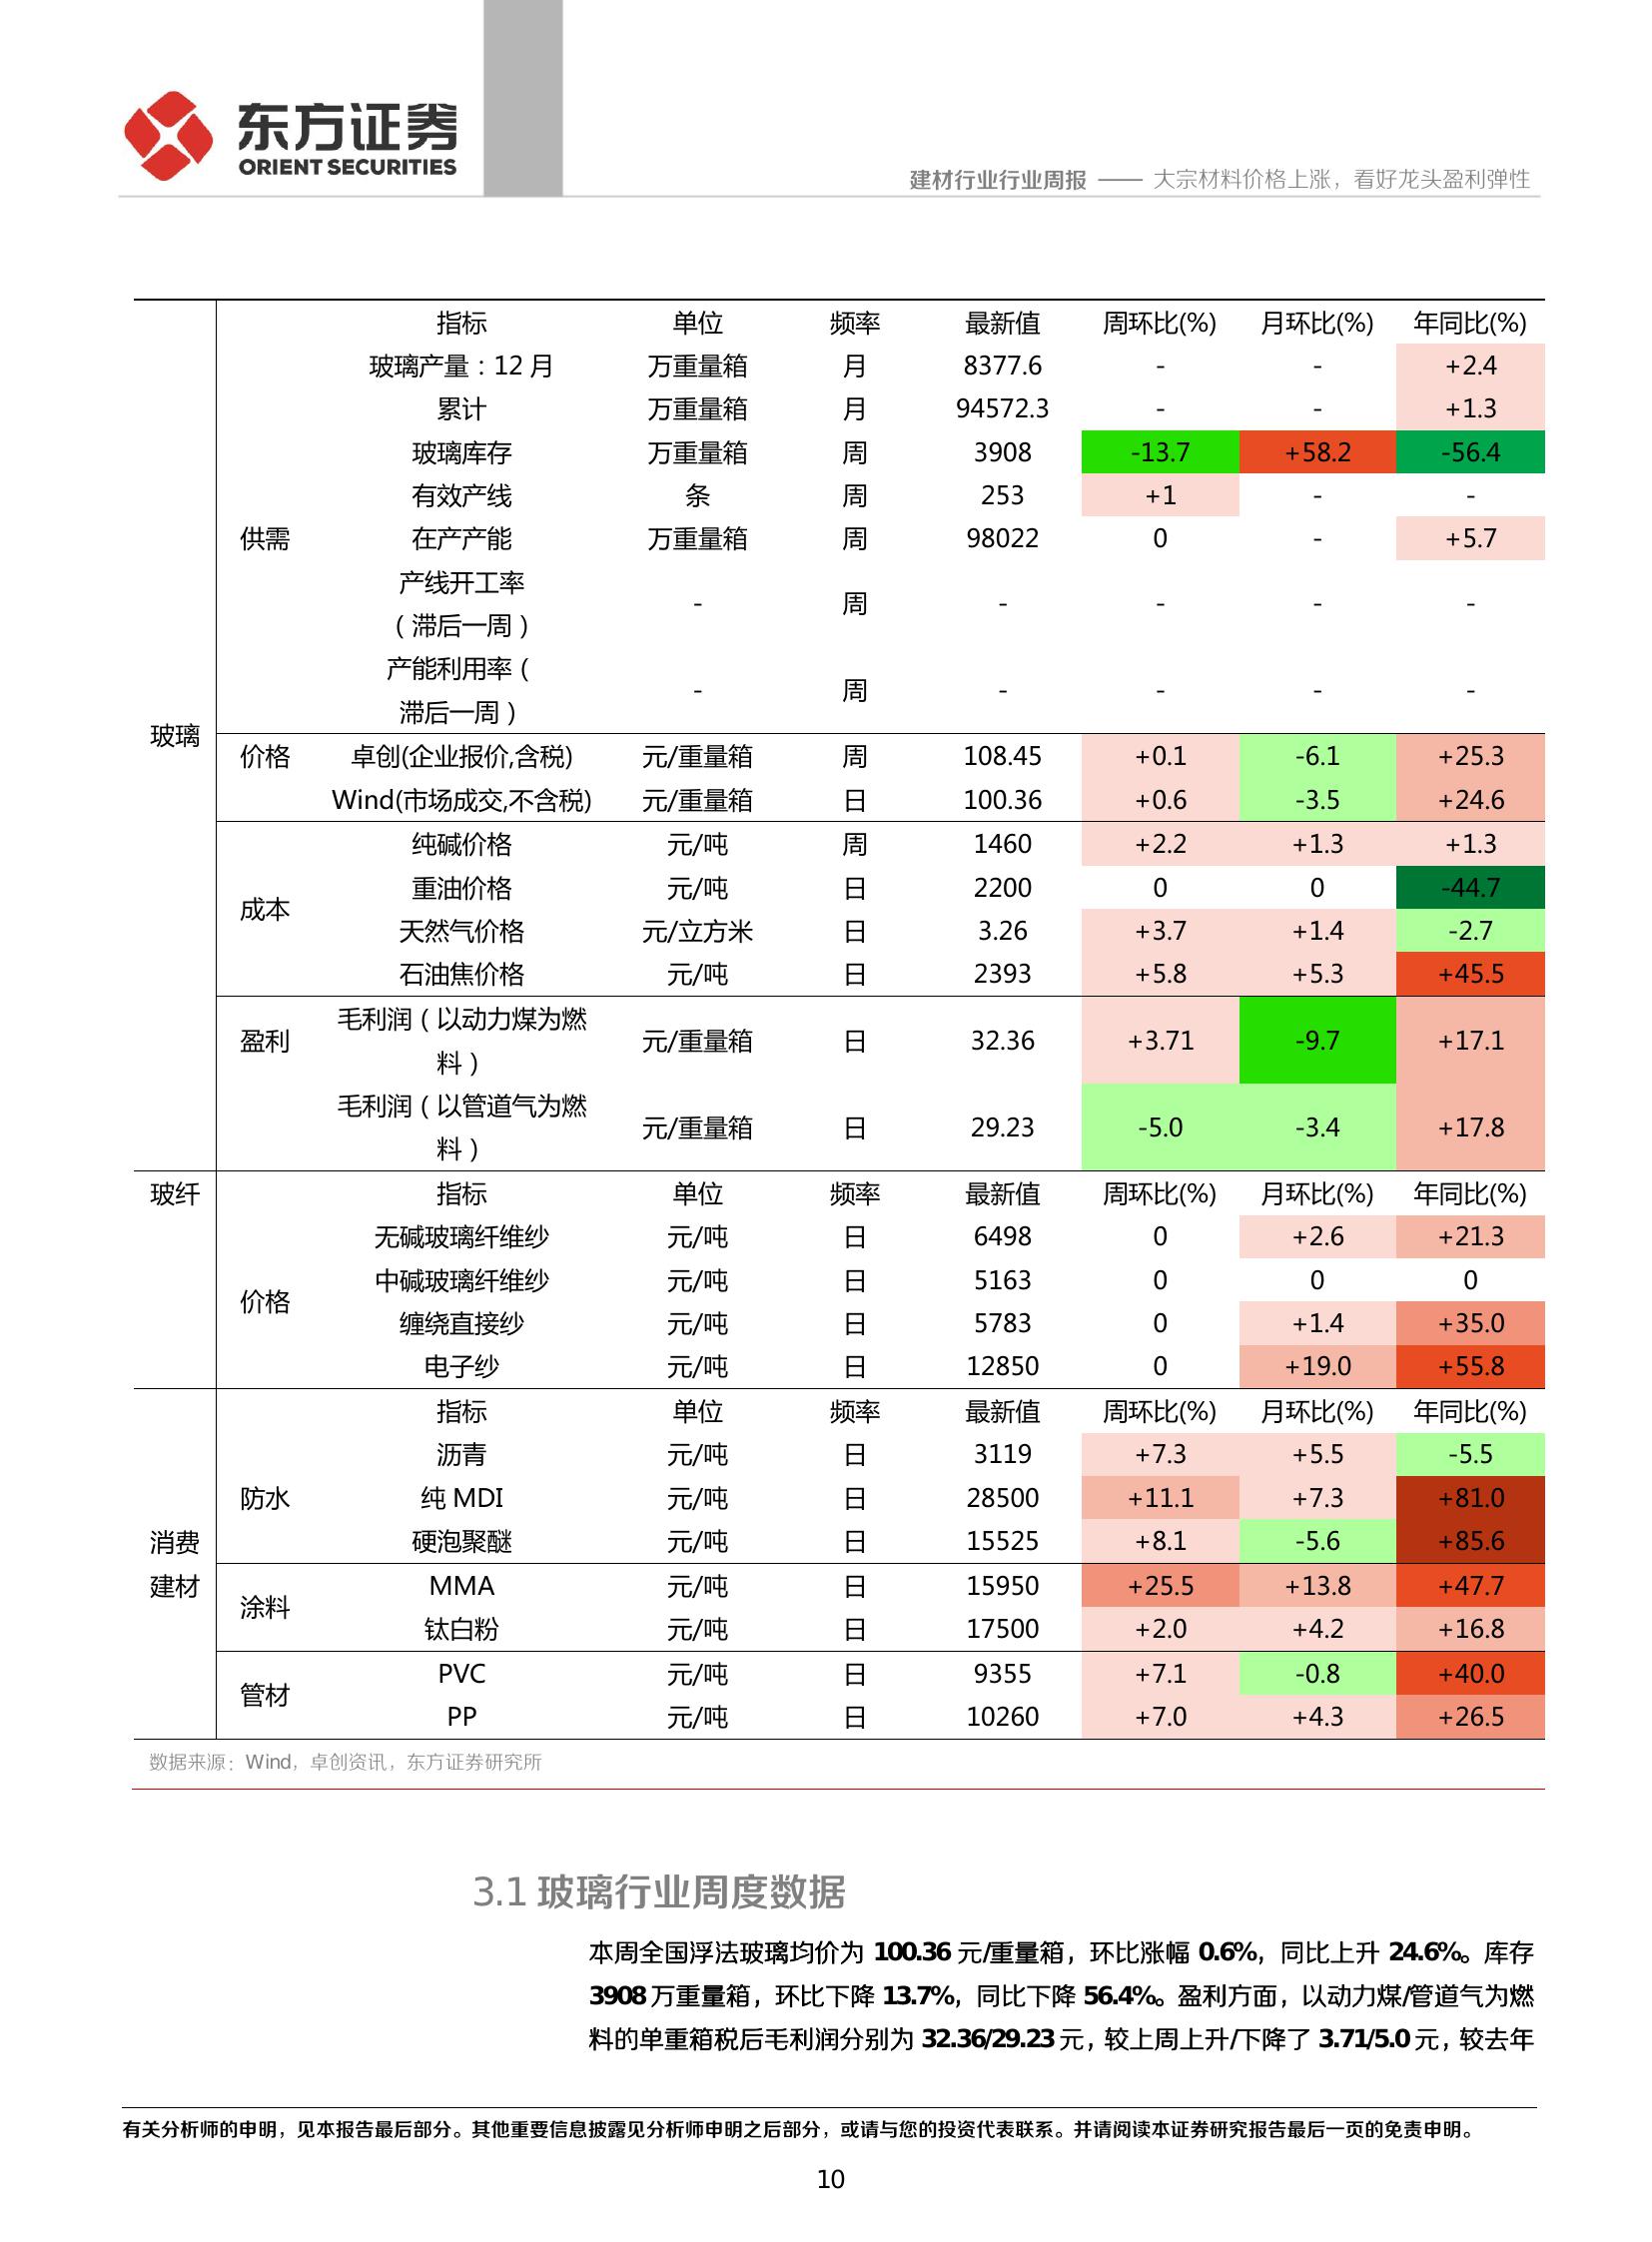 东方证券
ORIENT SECURITIES
建材行业行业周报 —— 大宗材料价格上涨，看好龙头盈利弹性
指标 单位 频率 最新值 周环比(%) 月环比(%) 年同比(%)
玻璃产量：12 月 万重量箱 月 8377.6 - - +2.4
累计 万重量箱 月 94572.3 - - +1.3
玻璃库存 万重量箱 周 3908 -13.7 +58.2 -56.4
有效产线 条 周 253 +1 - -
供需 在产产能 万重量箱 周 98022 0 - +5.7
产线开工率
（滞后一周） - 周 - - - -
产能利用率（
滞后一周） - 周 - - - -
玻璃
价格 卓创(企业报价,含税) 元/重量箱 周 108.45 +0.1 -6.1 +25.3
Wind(市场成交,不含税) 元/重量箱 日 100.36 +0.6 -3.5 +24.6
纯碱价格 元/吨 周 1460 +2.2 +1.3 +1.3
重油价格 元/吨 日 2200 0 0 -44.7
成本
天然气价格 元/立方米 日 3.26 +3.7 +1.4 -2.7
石油焦价格 元/吨 日 2393 +5.8 +5.3 +45.5
盈利 毛利润（以动力煤为燃
料） 元/重量箱 日 32.36 +3.71 -9.7 +17.1
毛利润（以管道气为燃
料） 元/重量箱 日 29.23 -5.0 -3.4 +17.8
玻纤 指标 单位 频率 最新值 周环比(%) 月环比(%) 年同比(%)
无碱玻璃纤维纱 元/吨 日 6498 0 +2.6 +21.3
中碱玻璃纤维纱 元/吨 日 5163 0 0 0
价格
缠绕直接纱 元/吨 日 5783 0 +1.4 +35.0
电子纱 元/吨 日 12850 0 +19.0 +55.8
指标 单位 频率 最新值 周环比(%) 月环比(%) 年同比(%)
沥青 元/吨 日 3119 +7.3 +5.5 -5.5
防水 纯 MDI 元/吨 日 28500 +11.1 +7.3 +81.0
消费 硬泡聚醚 元/吨 日 15525 +8.1 -5.6 +85.6
建材 MMA 元/吨 日 15950 +25.5 +13.8 +47.7
涂料
钛白粉 元/吨 日 17500 +2.0 +4.2 +16.8
PVC 元/吨 日 9355 +7.1 -0.8 +40.0
管材
PP 元/吨 日 10260 +7.0 +4.3 +26.5
数据来源：Wind，卓创资讯，东方证券研究所
3.1 玻璃行业周度数据
本周全国浮法玻璃均价为 100.36 元/重量箱，环比涨幅 0.6%，同比上升 24.6%。库存
3908 万重量箱，环比下降 13.7%，同比下降 56.4%。盈利方面，以动力煤/管道气为燃
料的单重箱税后毛利润分别为 32.36/29.23 元，较上周上升/下降了 3.71/5.0 元，较去年
有关分析师的申明，见本报告最后部分。其他重要信息披露见分析师申明之后部分，或请与您的投资代表联系。并请阅读本证券研究报告最后一页的免责申明。
10